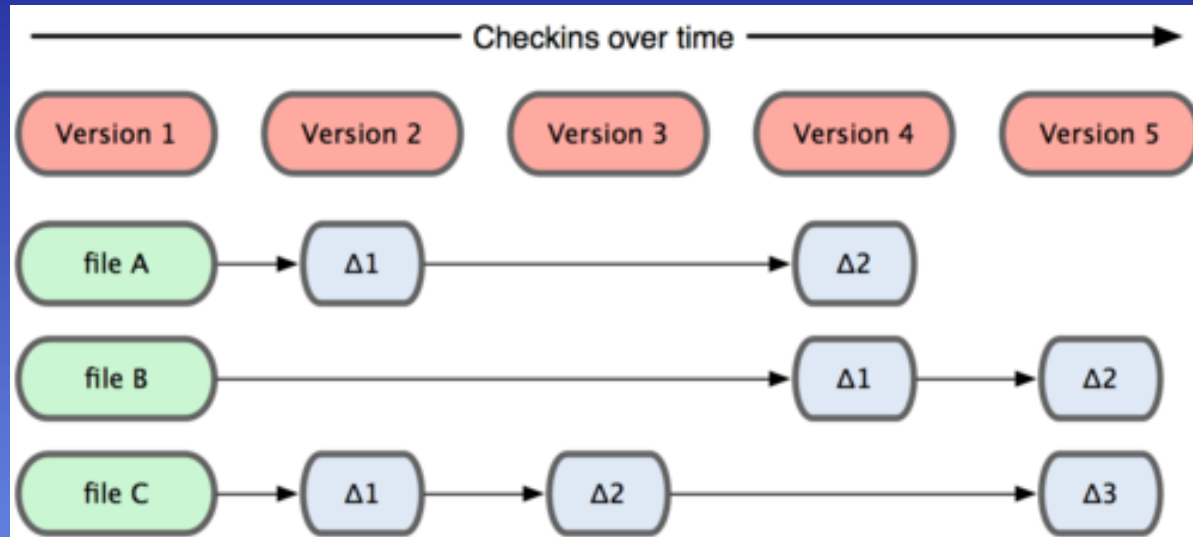 Checkins over time
Version 1 Version 2 Version 3 Version 4 Version 5
file A Δ1 Δ2
file B Δ1 Δ2
file C Δ1 Δ2 Δ3